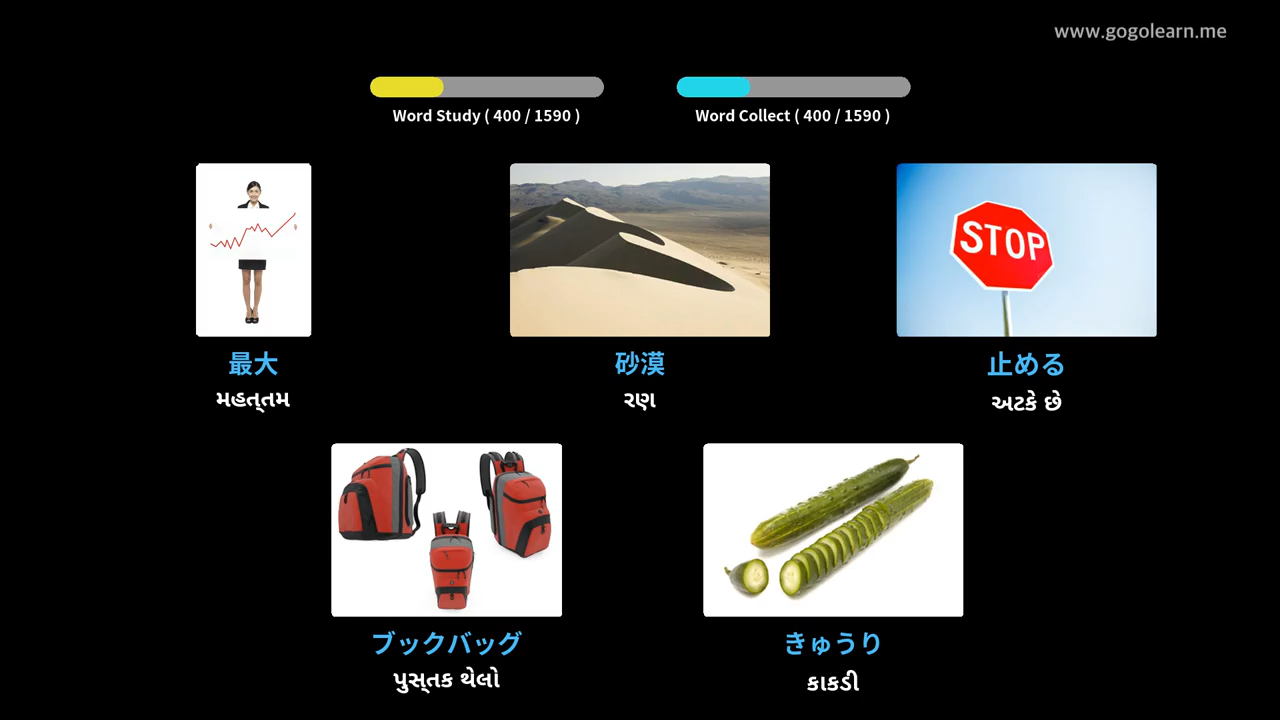 www.gogolearn.me
Word Study ( 400 / 1590 )
Word Collect ( 400 / 1590 )
STOP
最大
મહત્તમ
砂漠
રણ
止める
અટકે છે
ブックバッグ
પુસ્તક થેલો
きゅうり
કાકડી